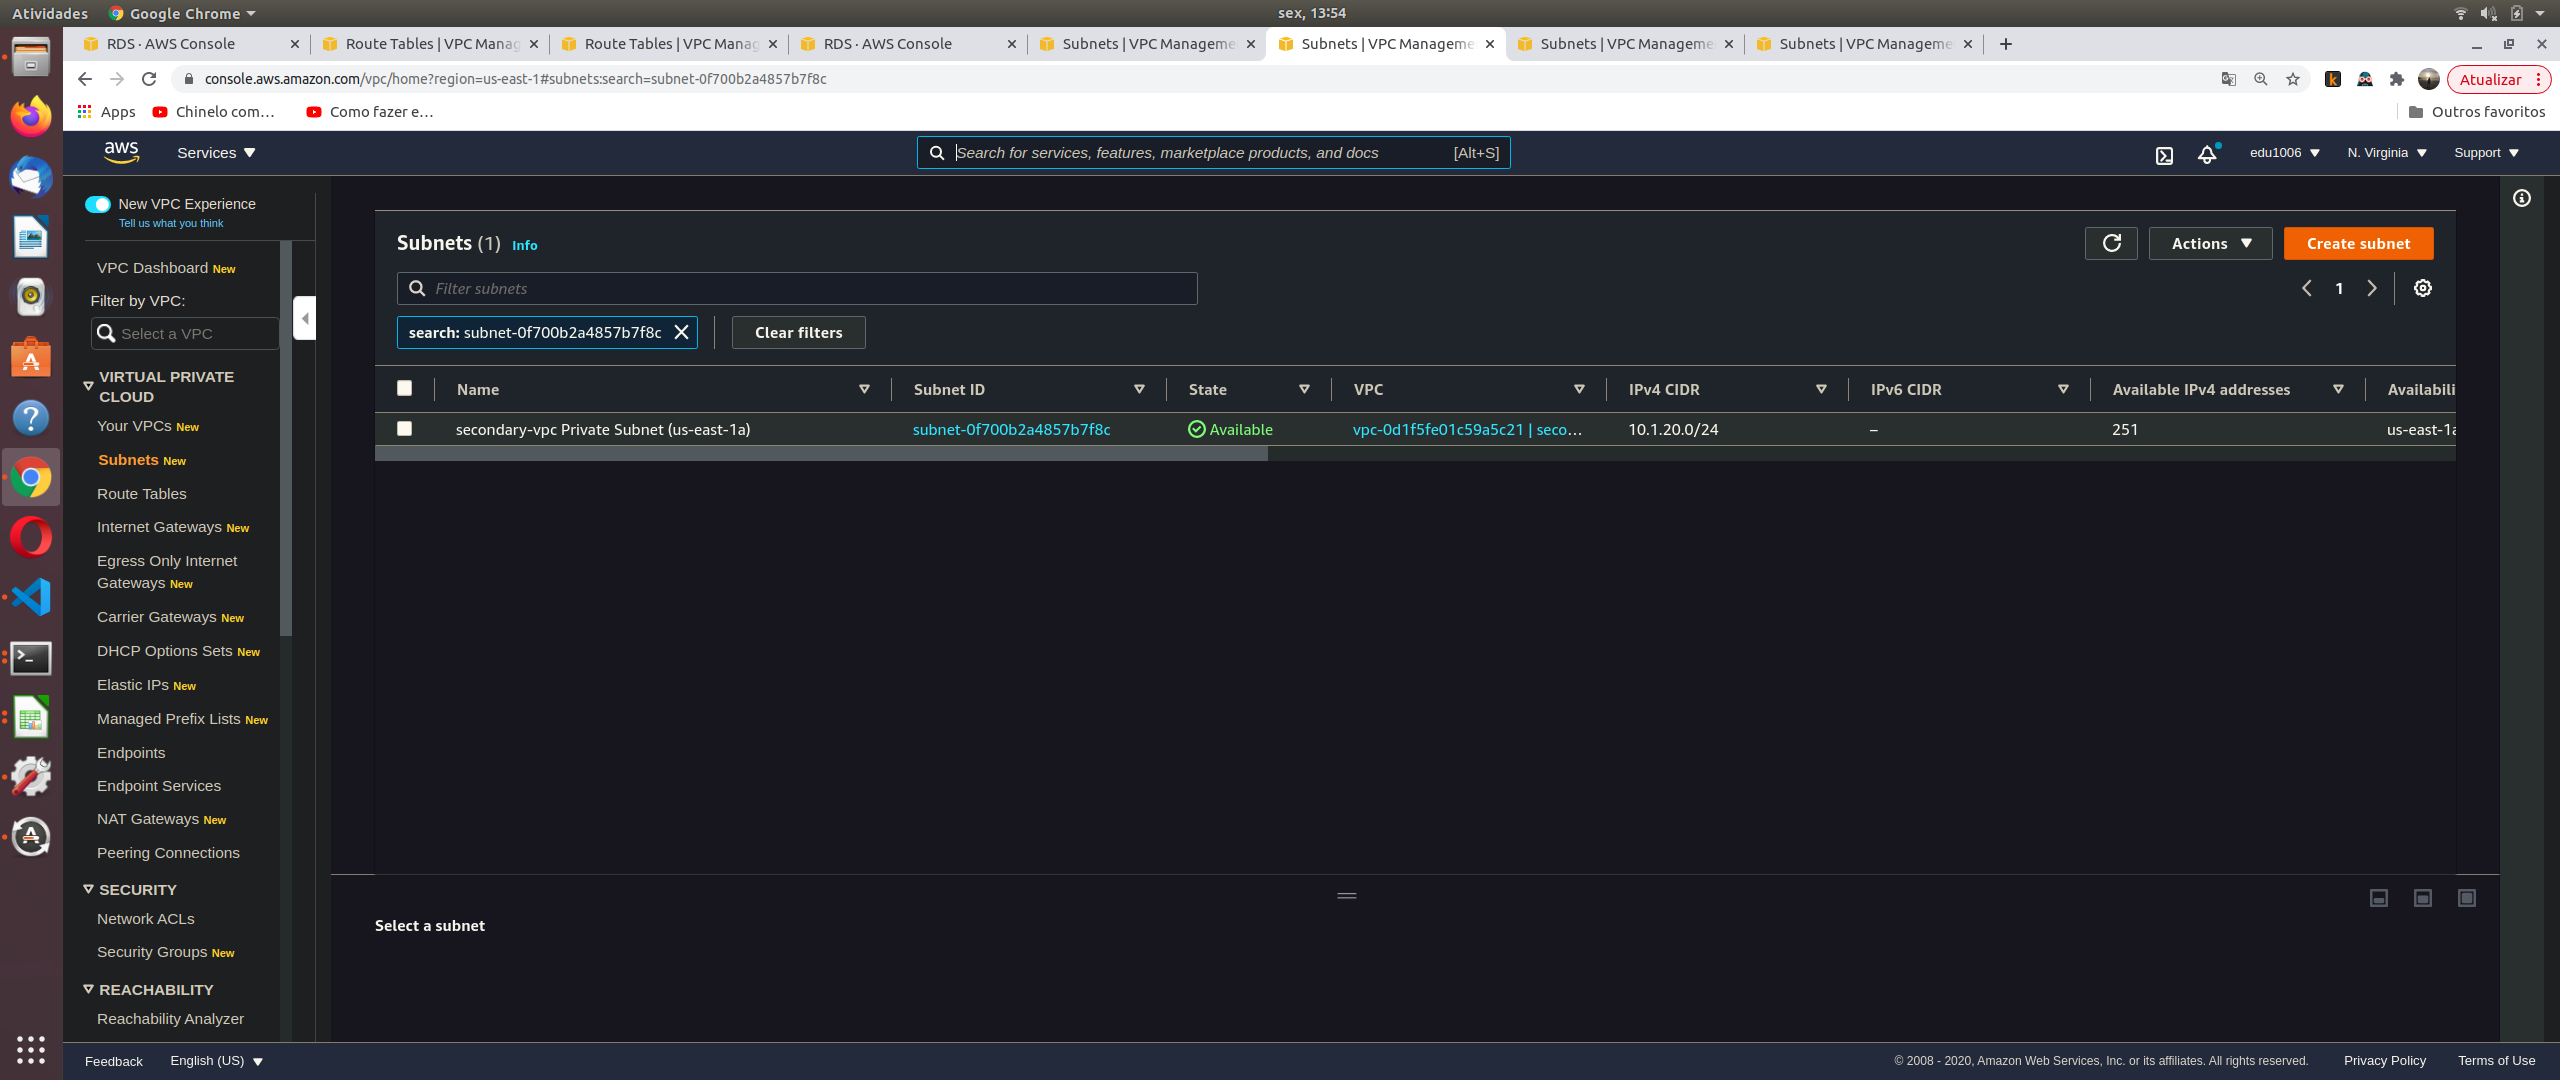 Atividades
Google Chrome
sex, 13:54
RDS · AWS Console
Route Tables | VPC Manag
Route Tables | VPC Manag
RDS · AWS Console
Subnets | VPC Manageme
Subnets | VPC Manageme
Subnets | VPC Manageme
Subnets | VPC Manageme
console.aws.amazon.com/vpc/home?region=us-east-1#subnets:search=subnet-0f700b2a4857b7f8c
Atualizar
Apps
Chinelo com…
Como fazer e…
Outros favoritos
aws
Services
Search for services, features, marketplace products, and docs
[Alt+S]
edu1006
N. Virginia
Support
New VPC Experience
Tell us what you think
VPC Dashboard New
Filter by VPC:
Select a VPC
VIRTUAL PRIVATE
CLOUD
Your VPCs New
Subnets New
Route Tables
Internet Gateways New
Egress Only Internet
Gateways New
Carrier Gateways New
DHCP Options Sets New
Elastic IPs New
Managed Prefix Lists New
Endpoints
Endpoint Services
NAT Gateways New
Peering Connections
SECURITY
Network ACLs
Security Groups New
REACHABILITY
Reachability Analyzer
Subnets (1) Info
Actions
Create subnet
Filter subnets
1
search: subnet-0f700b2a4857b7f8c
Clear filters
Name
Subnet ID
State
VPC
IPv4 CIDR
IPv6 CIDR
Available IPv4 addresses
Availabili
secondary-vpc Private Subnet (us-east-1a)
subnet-0f700b2a4857b7f8c
Available
vpc-0d1f5fe01c59a5c21 | seco…
10.1.20.0/24
–
251
us-east-1a
Select a subnet
Feedback
English (US)
© 2008 - 2020, Amazon Web Services, Inc. or its affiliates. All rights reserved.
Privacy Policy
Terms of Use